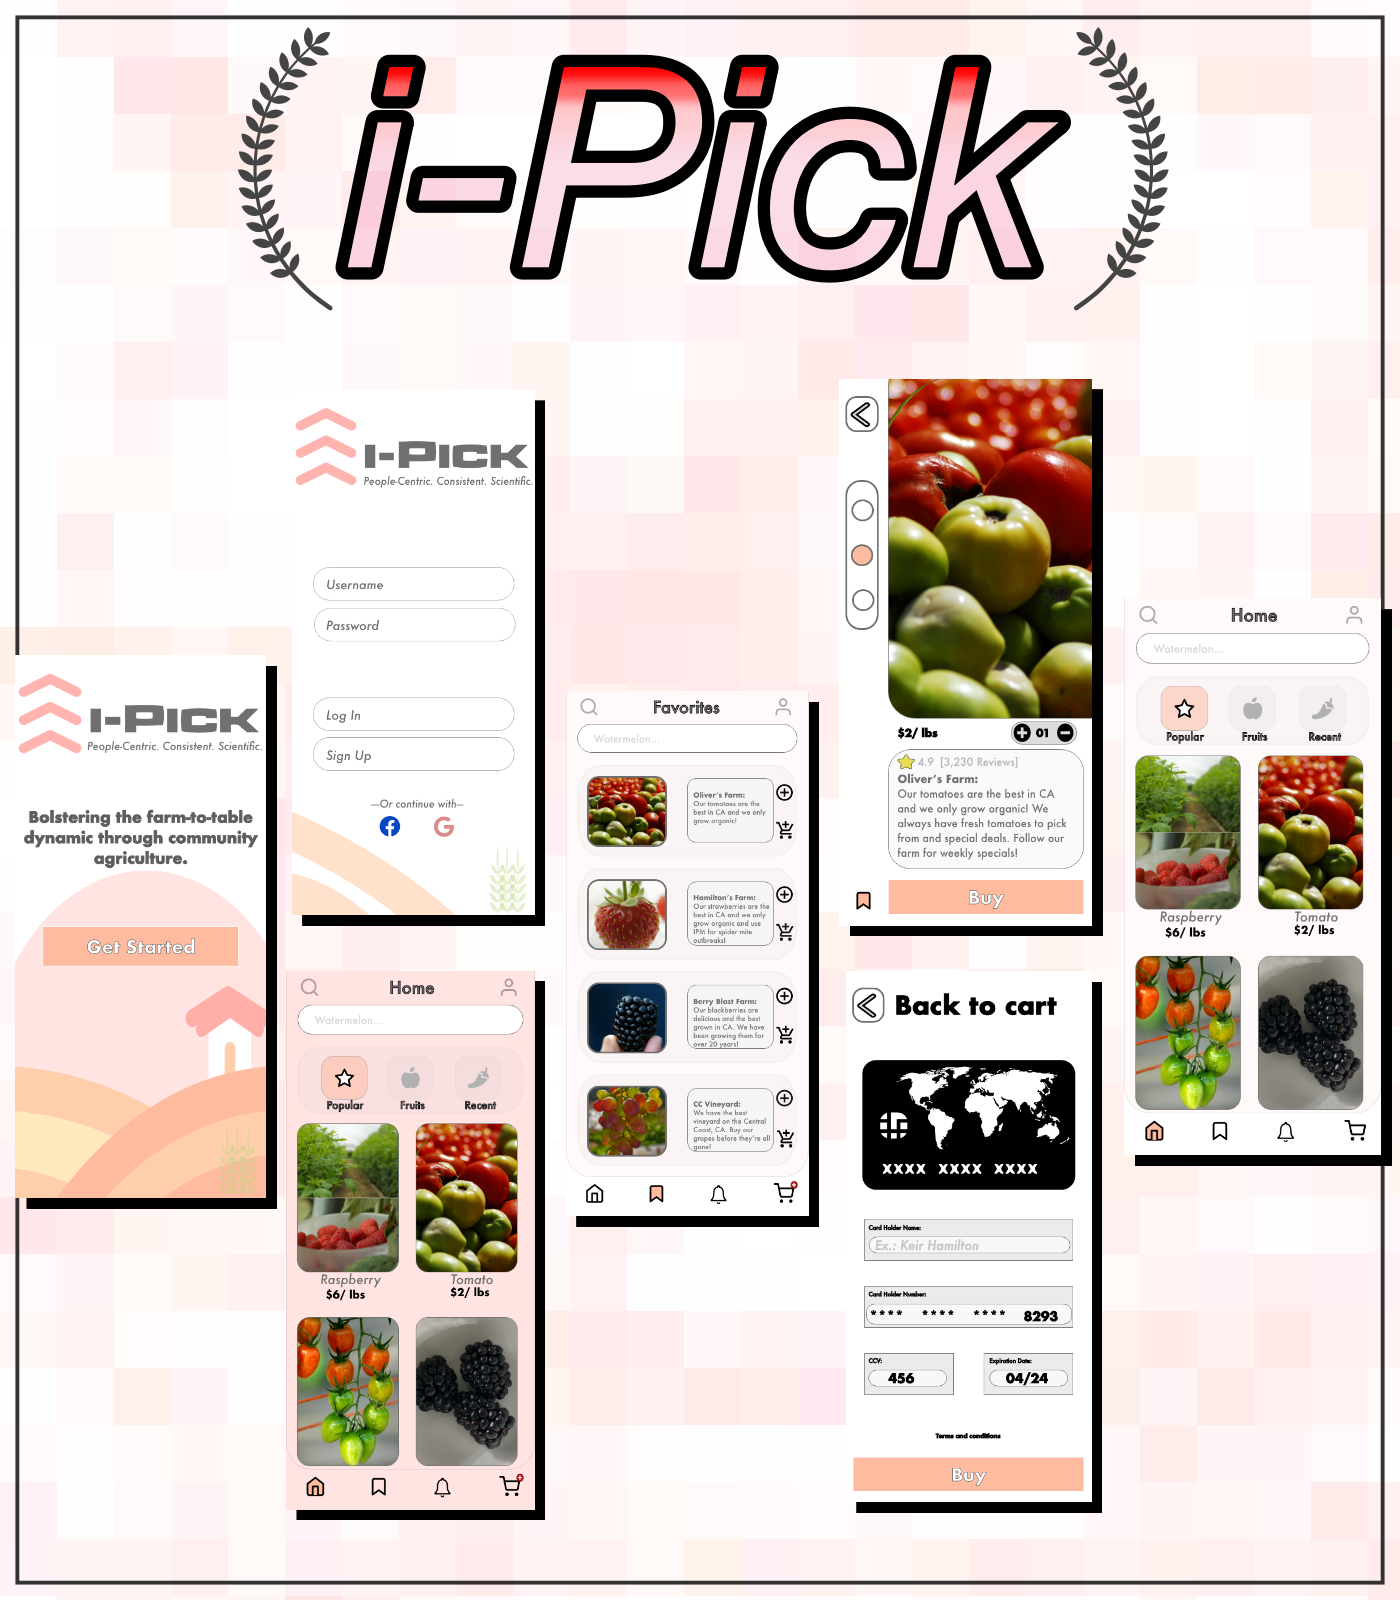 i-Pick
i-Pick
People-Centric. Consistent. Scientific.
Bolstering the farm-to-table
dynamic through community
agriculture.
Get Started
i-Pick
People-Centric. Consistent. Scientific.
Username
Password
Log In
Sign Up
—Or continue with—
Home
Watermelon...
Popular
Fruits
Recent
Raspberry
$6/ lbs
Tomato
$2/ lbs
Favorites
Watermelon...
Oliver's Farm:
Our tomatoes are the
best in CA and we only
grow organic!
Hamilton's Farm:
Our strawberries are the
best in CA and we only
grow organic and use
IPM for spider mite
outbreaks!
Berry Blast Farm:
Our blackberries are
delicious and the best
grown in CA. We have
been growing them for
over 20 years!
CC Vineyard:
We have the best
vineyard on the Central
Coast, CA. Buy our
grapes before they're all
gone!
$2/ lbs
01
4.9 [3,230 Reviews]
Oliver's Farm:
Our tomatoes are the best in CA
and we only grow organic! We
always have fresh tomatoes to pick
from and special deals. Follow our
farm for weekly specials!
Buy
Back to cart
xxxx xxxx xxxx
Card Holder Name:
Ex.: Keir Hamilton
Card Holder Number:
**** **** **** 8293
CCV:
456
Expiration Date:
04/24
Terms and conditions
Buy
Home
Watermelon...
Popular
Fruits
Recent
Raspberry
$6/ lbs
Tomato
$2/ lbs